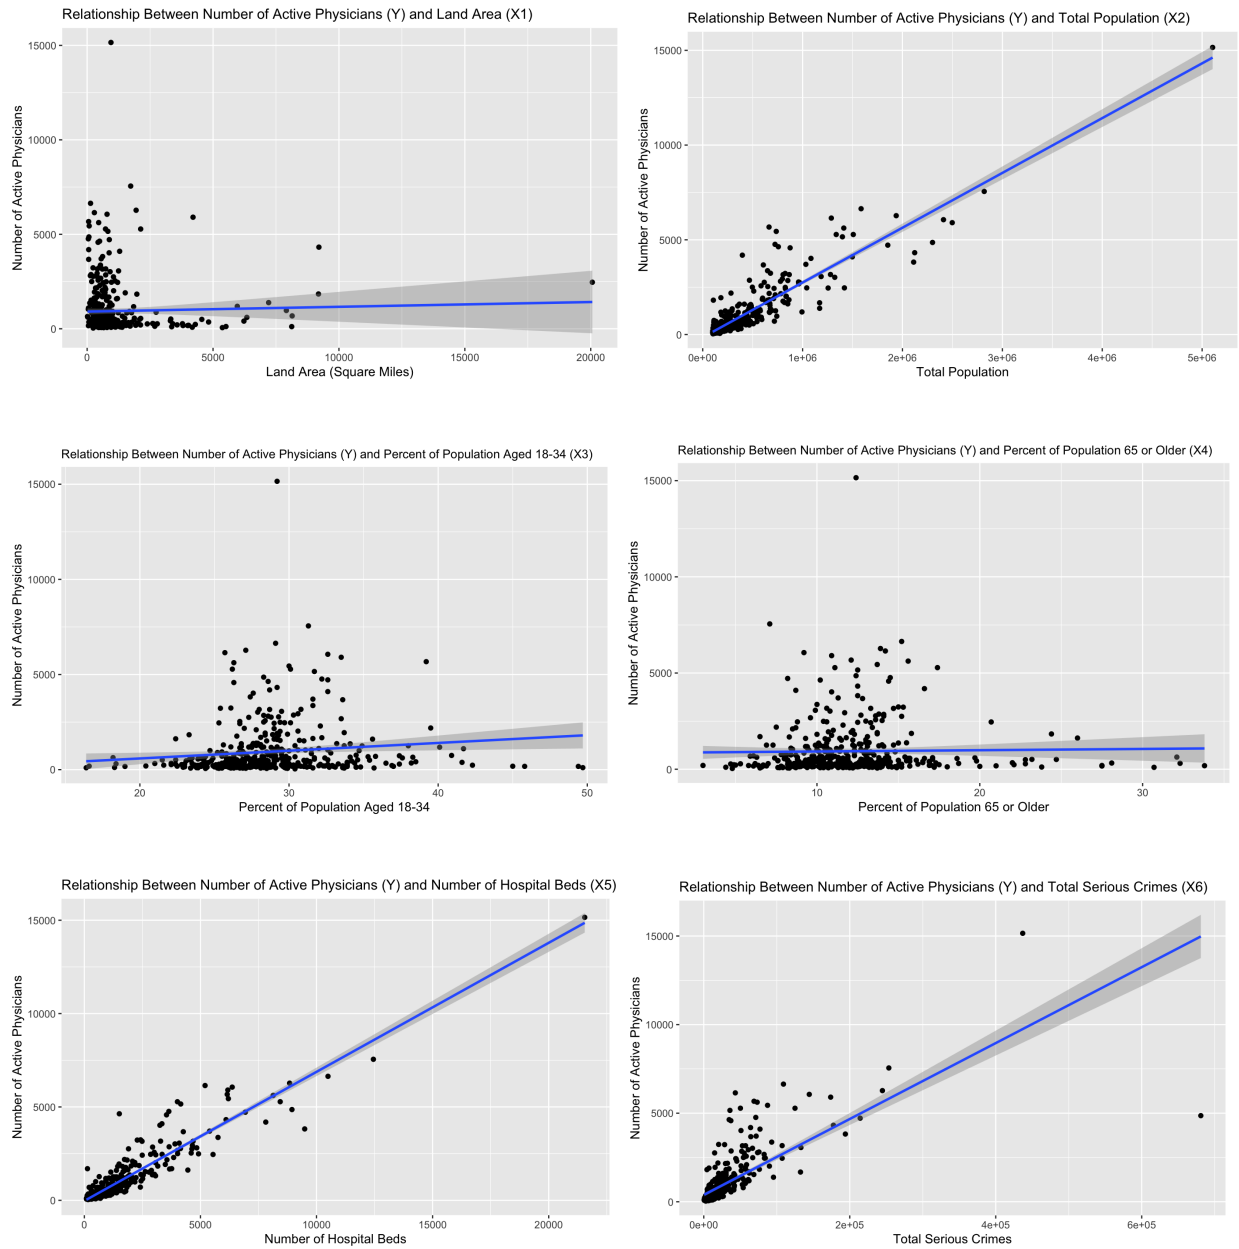 Relationship Between Number of Active Physicians (Y) and Land Area (X1)
15000
10000
5000
0
Number of Active Physicians
0 5000 10000 15000 20000
Land Area (Square Miles)
Relationship Between Number of Active Physicians (Y) and Total Population (X2)
15000
10000
5000
0
Number of Active Physicians
0e+00 1e+06 2e+06 3e+06 4e+06 5e+06
Total Population
Relationship Between Number of Active Physicians (Y) and Percent of Population Aged 18-34 (X3)
15000
10000
5000
0
Number of Active Physicians
20 30 40 50
Percent of Population Aged 18-34
Relationship Between Number of Active Physicians (Y) and Percent of Population 65 or Older (X4)
15000
10000
5000
0
Number of Active Physicians
10 20 30
Percent of Population 65 or Older
Relationship Between Number of Active Physicians (Y) and Number of Hospital Beds (X5)
15000
10000
5000
0
Number of Active Physicians
0 5000 10000 15000 20000
Number of Hospital Beds
Relationship Between Number of Active Physicians (Y) and Total Serious Crimes (X6)
15000
10000
5000
0
Number of Active Physicians
0e+00 2e+05 4e+05 6e+05
Total Serious Crimes